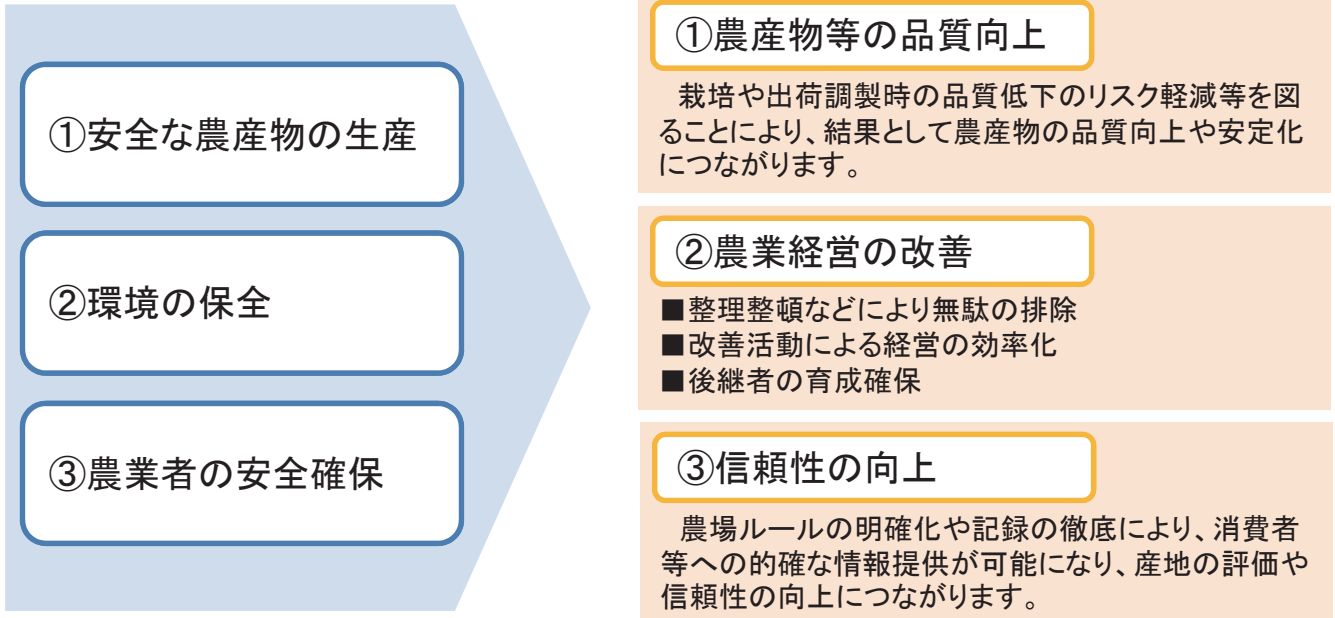 ①安全な農産物の生産
②環境の保全
③農業者の安全確保
①農産物等の品質向上
栽培や出荷調製時の品質低下のリスク軽減等を図
ることにより、結果として農産物の品質向上や安定化
につながります。
②農業経営の改善
■整理整頓などにより無駄の排除
■改善活動による経営の効率化
■後継者の育成確保
③信頼性の向上
農場ルールの明確化や記録の徹底により、消費者
等への的確な情報提供が可能になり、産地の評価や
信頼性の向上につながります。